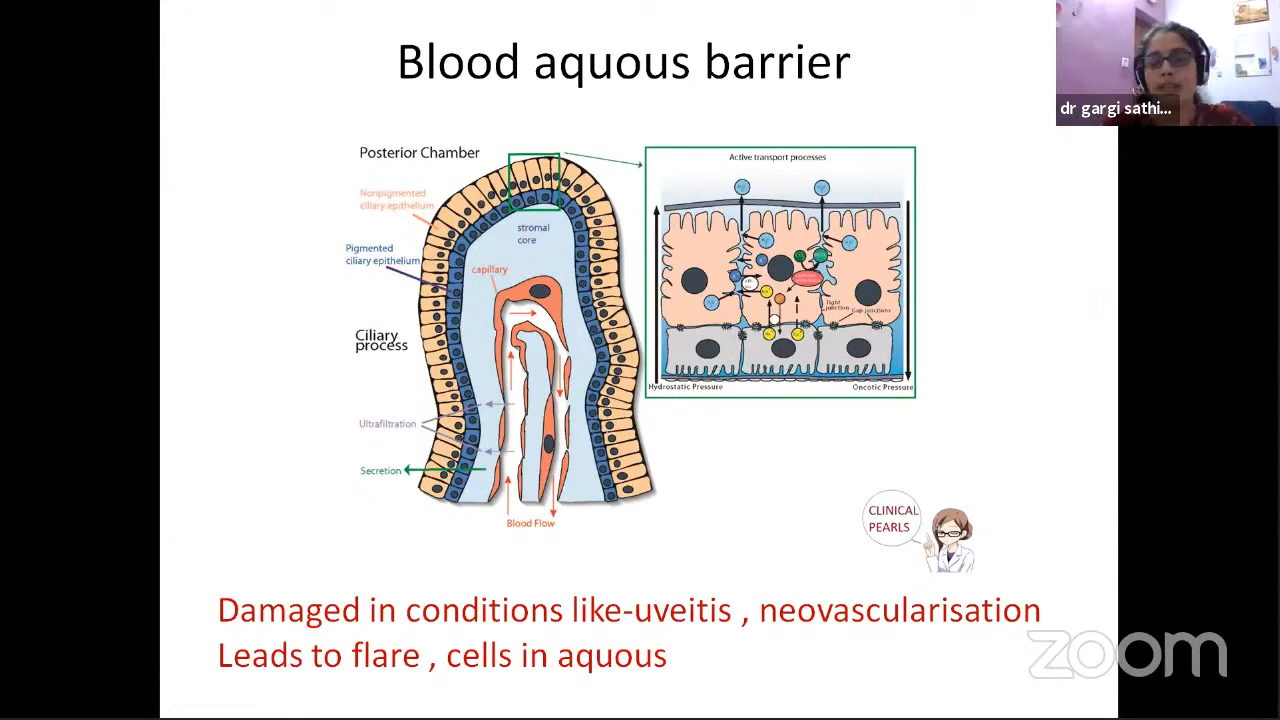 Blood aquous barrier
dr gargi sathi...
Posterior Chamber
Nonpigmented
ciliary epithelium
Pigmented
ciliary epithelium
stromal
core
capillary
Ciliary
process
Ultrafiltration
Secretion
Blood Flow
Active transport processes
Tight
junction
Gap junctions
Hydrostatic Pressure
Oncotic Pressure
CLINICAL
PEARLS
Damaged in conditions like-uveitis , neovascularisation
Leads to flare , cells in aquous
zoom